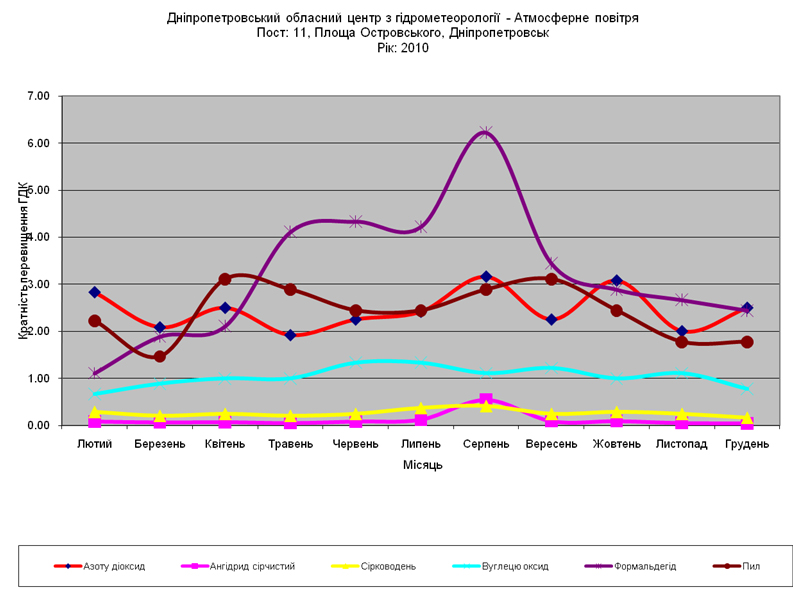 Дніпропетровський обласний центр з гідрометеорології - Атмосферне повітря
Пост: 11, Площа Островського, Дніпропетровськ
Рік: 2010
Кратність перевищення ГДК
7.00
6.00
5.00
4.00
3.00
2.00
1.00
0.00
Лютий Березень Квітень Травень Червень Липень Серпень Вересень Жовтень Листопад Грудень
Місяць
Азоту діоксид Ангідрид сірчистий Сірководень Вуглецю оксид Формальдегід Пил